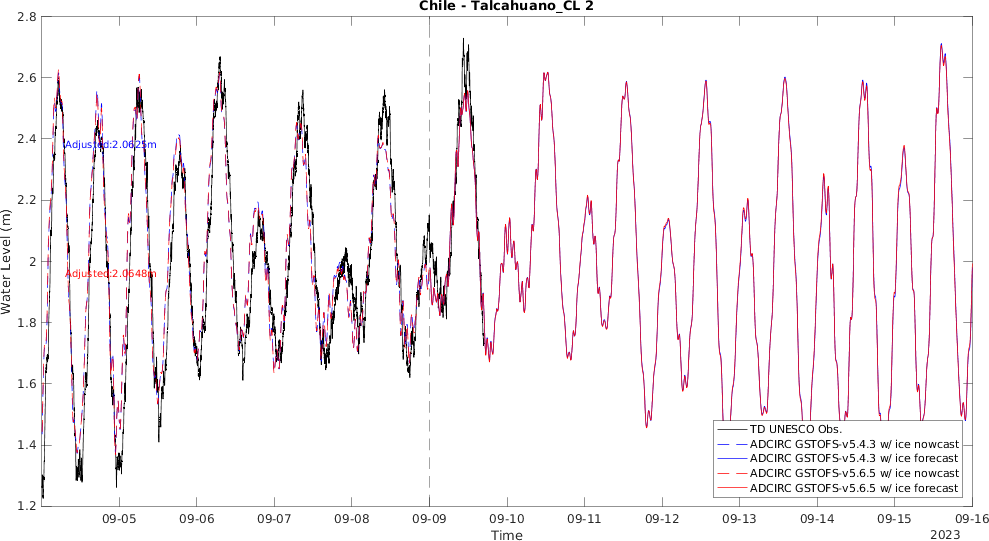 Chile - Talcahuano_CL 2
2.8
2.6
2.4
2.2
2
1.8
1.6
1.4
1.2
Water Level (m)
Adjusted:2.0625m
Adjusted:2.0548m
TD UNESCO Obs.
ADCIRC GSTOFS-v5.4.3 w/ ice nowcast
ADCIRC GSTOFS-v5.4.3 w/ ice forecast
ADCIRC GSTOFS-v5.6.5 w/ ice nowcast
ADCIRC GSTOFS-v5.6.5 w/ ice forecast
09-05 09-06 09-07 09-08 09-09 09-10 09-11 09-12 09-13 09-14 09-15 09-16
Time
2023